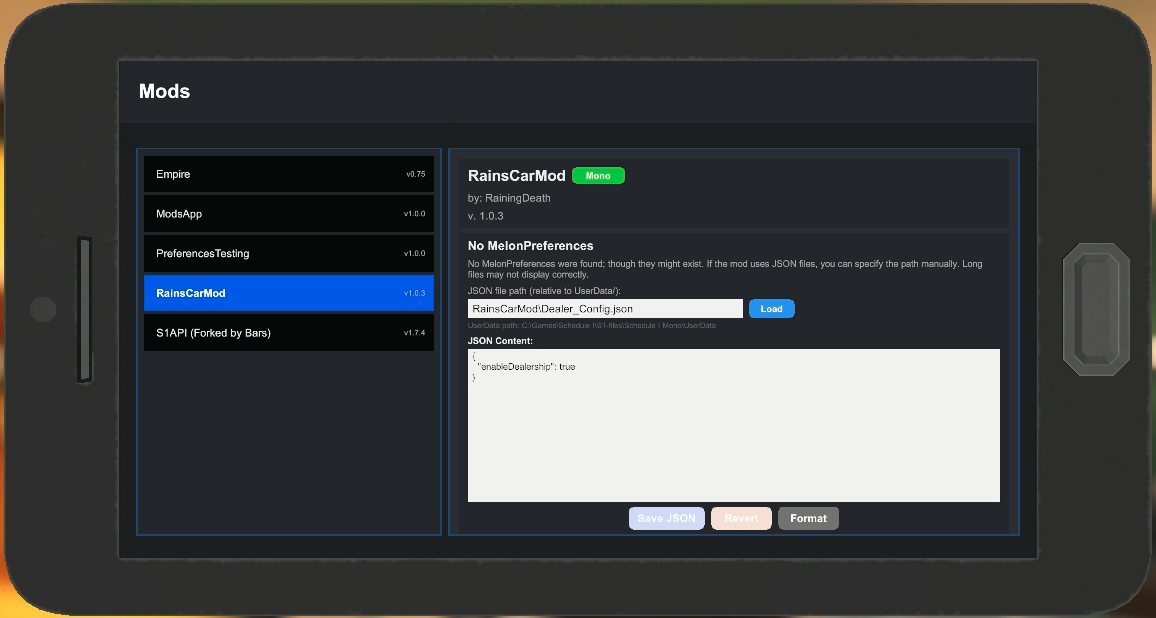 Mods
Empire
v0.75
ModsApp
v1.0.0
PreferencesTesting
v1.0.0
RainsCarMod
v1.0.3
S1API (Forked by Bars)
v1.7.4
RainsCarMod
Mono
by: RainingDeath
v. 1.0.3
No MelonPreferences
No MelonPreferences were found; though they might exist. If the mod uses JSON files, you can specify the path manually. Long
files may not display correctly.
JSON file path (relative to UserData/):
RainsCarMod\Dealer_Config.json
Load
UserData path: C:\Games\Schedule I\S1-files\Schedule I Mono\UserData
JSON Content:
{
"enableDealership": true
}
Save JSON
Revert
Format